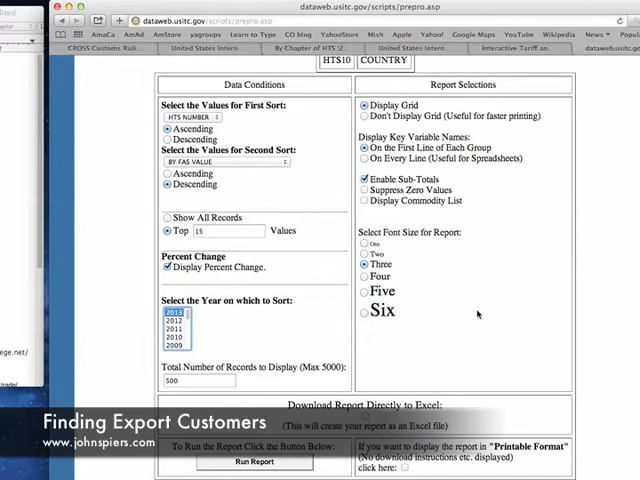 dataweb.usitc.gov/scripts/prepro.asp
dited
dataweb.usitc.gov/scripts/prepro.asp
AmaCa AmAd AmStore yagroups Learn to Type CO blog YahooStore Mish Apple Yahoo! Google Maps YouTube Wikipedia News Popula
CROSS Customs Ruli... United States Internat... By Chapter of HTS :2... United States Internat... Interactive Tariff an... dataweb.usitc.gov
HTS10 COUNTRY
Data Conditions
Report Selections
Select the Values for First Sort:
HTS NUMBER
Ascending
Descending
Select the Values for Second Sort:
BY FAS VALUE
Ascending
Descending
Show All Records
Top 15 Values
Percent Change
Display Percent Change.
Select the Year on which to Sort:
2013
2012
2011
2010
2009
Total Number of Records to Display (Max 5000):
500
Display Grid
Don't Display Grid (Useful for faster printing)
Display Key Variable Names:
On the First Line of Each Group
On Every Line (Useful for Spreadsheets)
Enable Sub-Totals
Suppress Zero Values
Display Commodity List
Select Font Size for Report:
One
Two
Three
Four
Five
Six
Download Report Directly to Excel:
(This will create your report as an Excel file)
To Run the Report Click the Button Below:
Run Report
If you want to display the report in "Printable Format"
(No download instructions etc. displayed)
click here:
ege.net/
trade/
Finding Export Customers
www.johnspiers.com